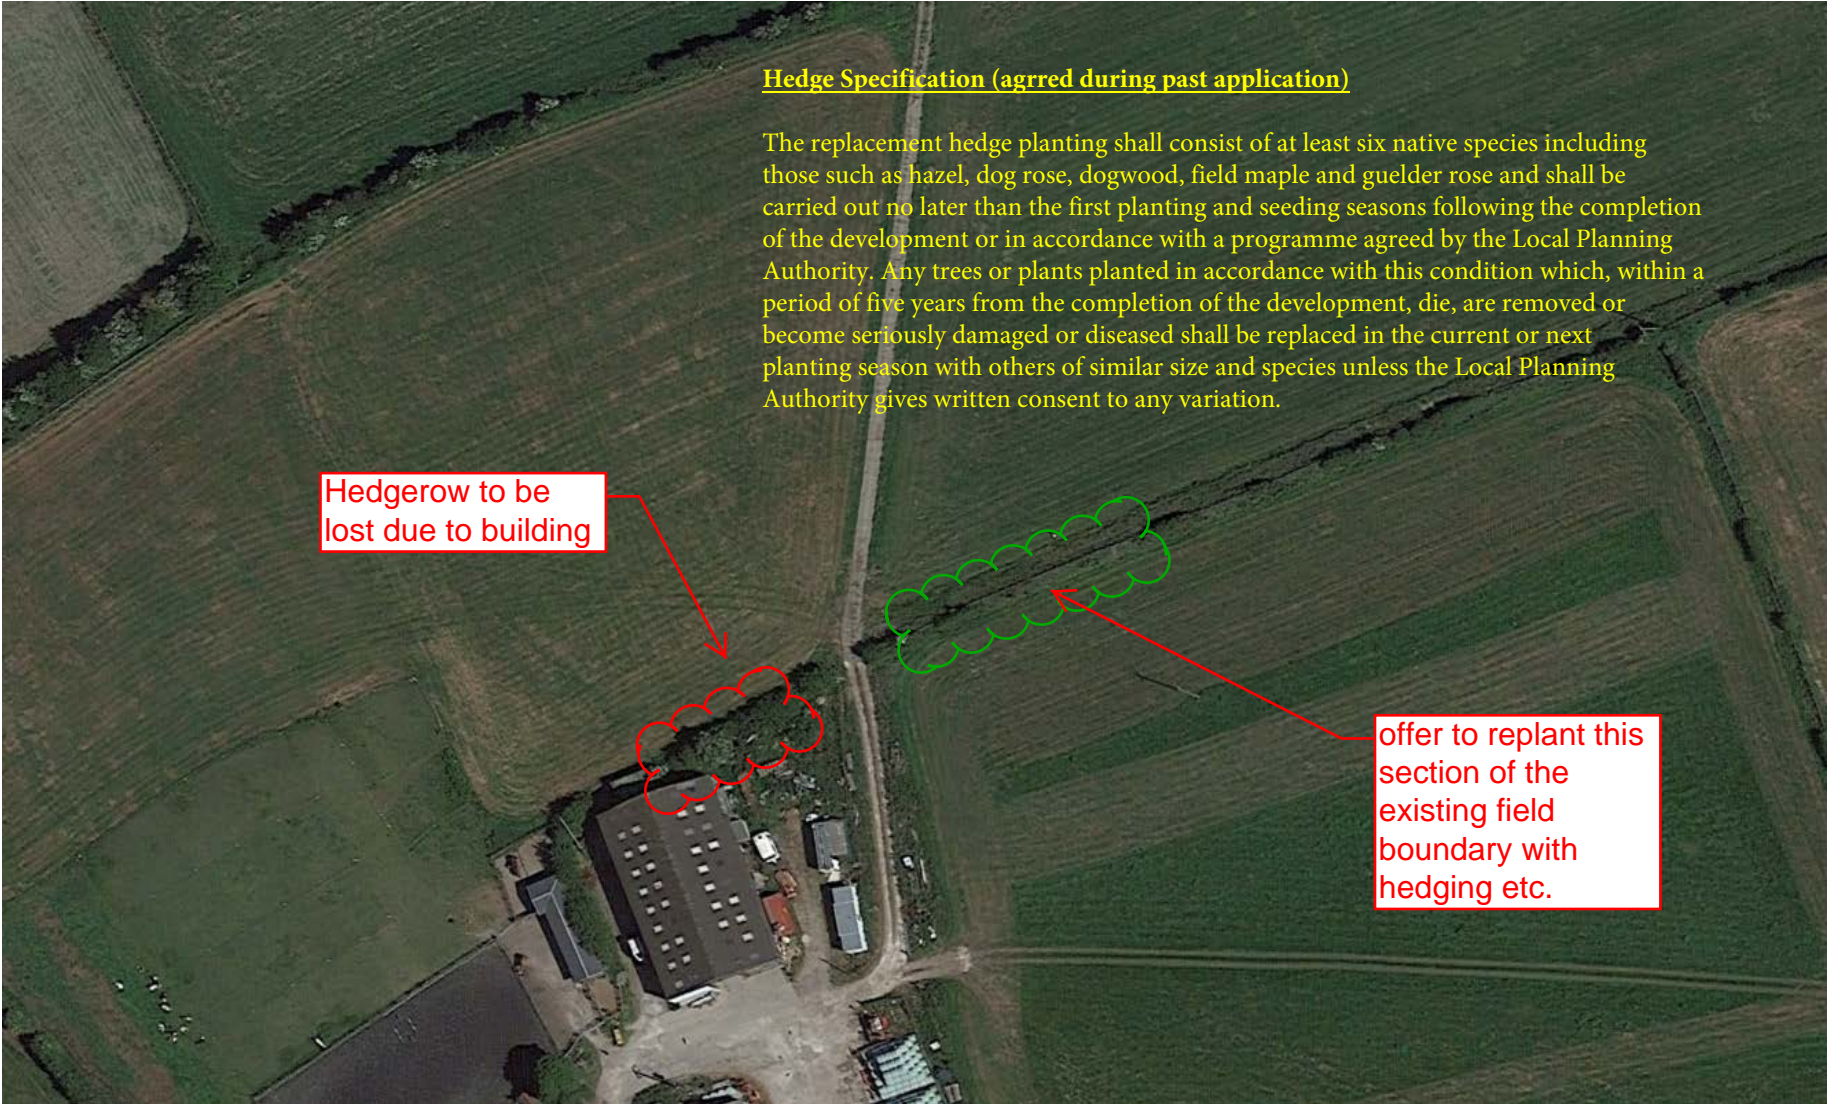 Hedge Specification (agrred during past application)
The replacement hedge planting shall consist of at least six native species including
those such as hazel, dog rose, dogwood, field maple and guelder rose and shall be
carried out no later than the first planting and seeding seasons following the completion
of the development or in accordance with a programme agreed by the Local Planning
Authority. Any trees or plants planted in accordance with this condition which, within a
period of five years from the completion of the development, die, are removed or
become seriously damaged or diseased shall be replaced in the current or next
planting season with others of similar size and species unless the Local Planning
Authority gives written consent to any variation.
Hedgerow to be
lost due to building
offer to replant this
section of the
existing field
boundary with
hedging etc.